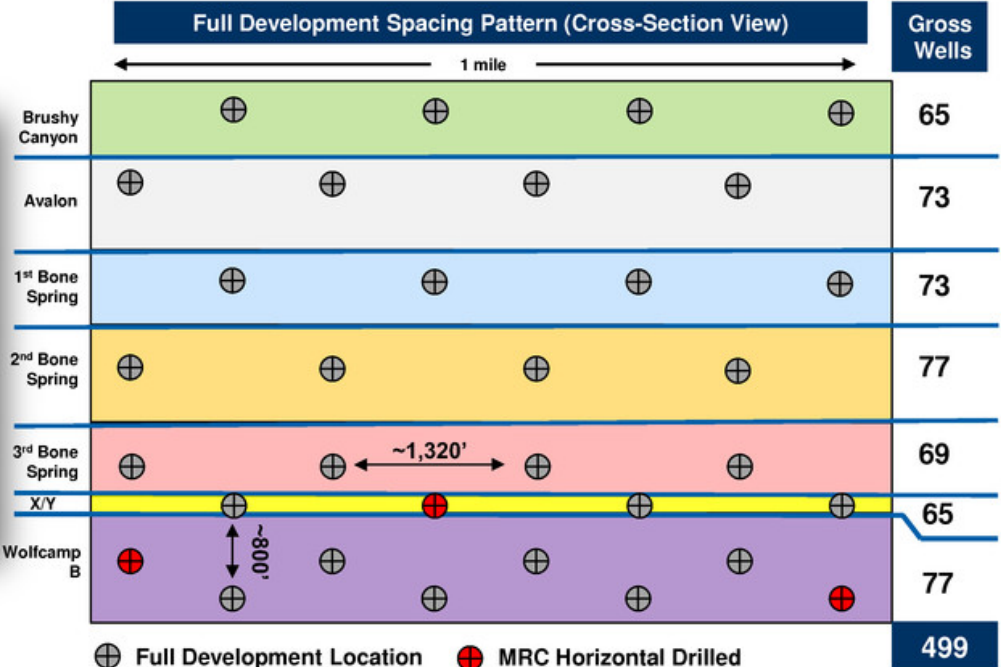 Full Development Spacing Pattern (Cross-Section View)
Gross
Wells
1 mile
Brushy
Canyon
65
Avalon
73
1st Bone
Spring
73
2nd Bone
Spring
77
3rd Bone
Spring
~1,320’
69
X/Y
65
Wolfcamp
B
~800’
77
Full Development Location
MRC Horizontal Drilled
499